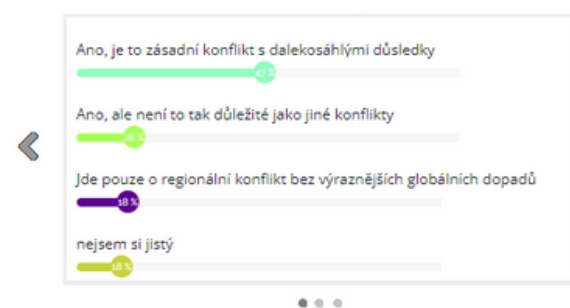 Ano, je to zásadní konflikt s dalekosáhlými důsledky
47 %
Ano, ale není to tak důležité jako jiné konflikty
18 %
Jde pouze o regionální konflikt bez výraznějších globálních dopadů
18 %
nejsem si jistý
18 %